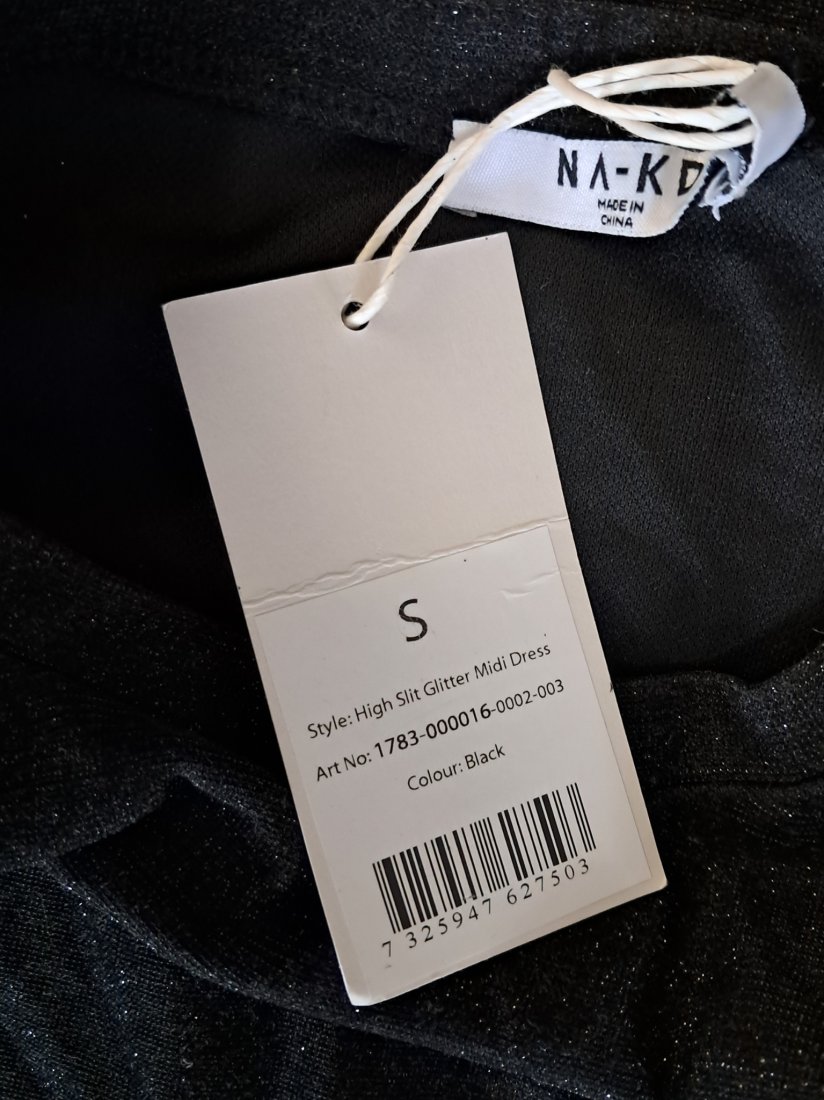 NA-KD
MADE IN
CHINA
S
Style: High Slit Glitter Midi Dress
Art No: 1783-000016-0002-003
Colour: Black
7 325947 627503